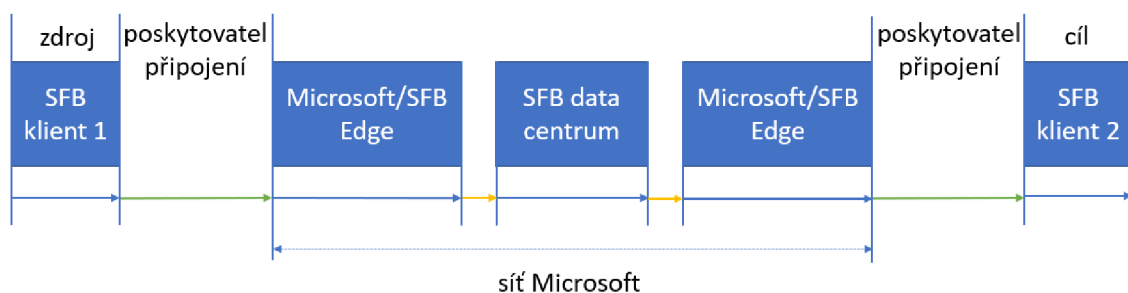 zdroj
poskytovatel
připojení
poskytovatel
připojení
cíl
SFB
klient 1
Microsoft/SFB
Edge
SFB data
centrum
Microsoft/SFB
Edge
SFB
klient 2
síť Microsoft